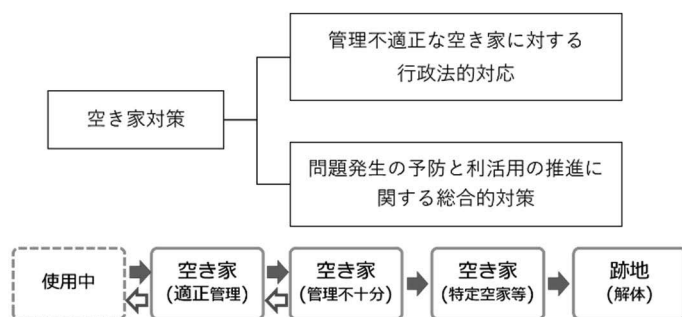 管理不適正な空き家に対する
行政法的対応
空き家対策
問題発生の予防と利活用の推進に
関する総合的対策
使用中
空き家
(適正管理)
空き家
(管理不十分)
空き家
(特定空家等)
跡地
(解体)